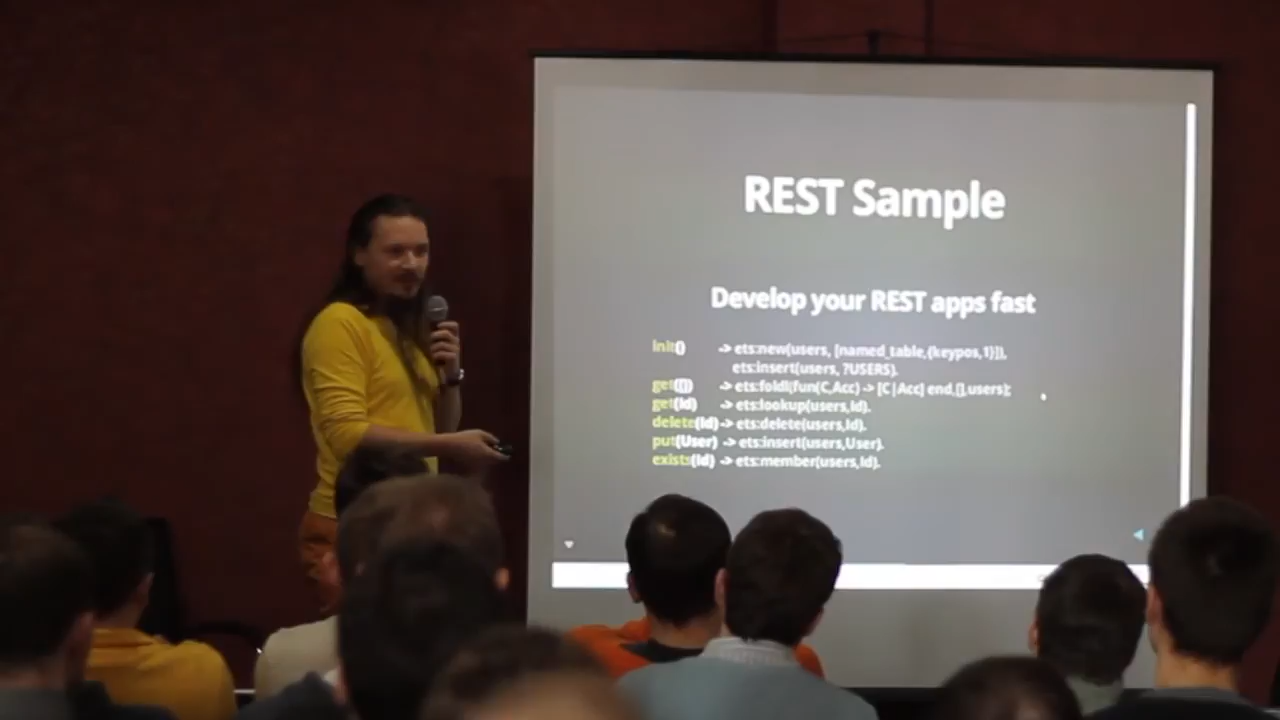 REST Sample
Develop your REST apps fast
init() -> ets:new(users, [named_table,{keypos,1}]),
ets:insert(users, ?USERS).
get([]) -> ets:foldl(fun(C,Acc) -> [C|Acc] end,[],users);
get(Id) -> ets:lookup(users,Id).
delete(Id) -> ets:delete(users,Id).
put(User) -> ets:insert(users,User).
exists(Id) -> ets:member(users,Id).